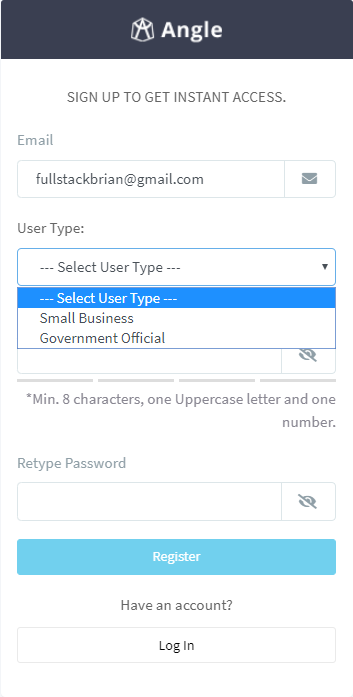 Angle
SIGN UP TO GET INSTANT ACCESS.
Email
fullstackbrian@gmail.com
User Type:
--- Select User Type ---
--- Select User Type ---
Small Business
Government Official
*Min. 8 characters, one Uppercase letter and one
number.
Retype Password
Register
Have an account?
Log In